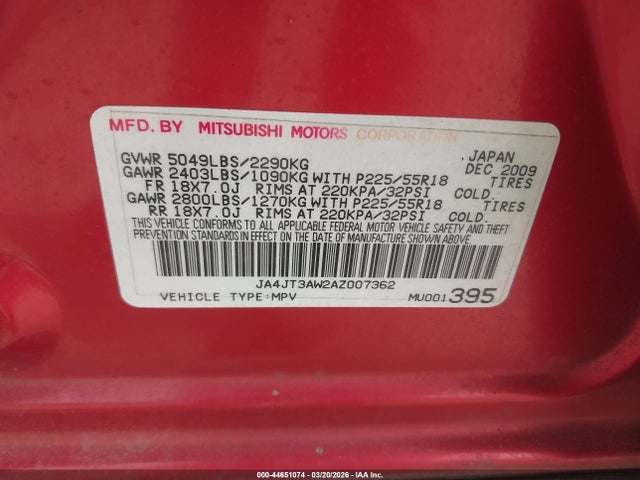 MFD. BY MITSUBISHI MOTORS CORPORATION
GVWR 5049LBS/2290KG JAPAN DEC 2009
GAWR 2403LBS/1090KG WITH P225/55R18 TIRES
FR 18X7.0J RIMS AT 220KPA/32PSI COLD.
GAWR 2800LBS/1270KG WITH P225/55R18 TIRES
RR 18X7.0J RIMS AT 220KPA/32PSI COLD.
THIS VEHICLE CONFORMS TO ALL APPLICABLE FEDERAL MOTOR VEHICLE SAFETY AND THEFT
PREVENTION STANDARDS IN EFFECT ON THE DATE OF MANUFACTURE SHOWN ABOVE.
JA4JT3AW2AZ007362
VEHICLE TYPE:MPV MU001 395
000-44651074 | 03/20/2026 | IAA Inc.